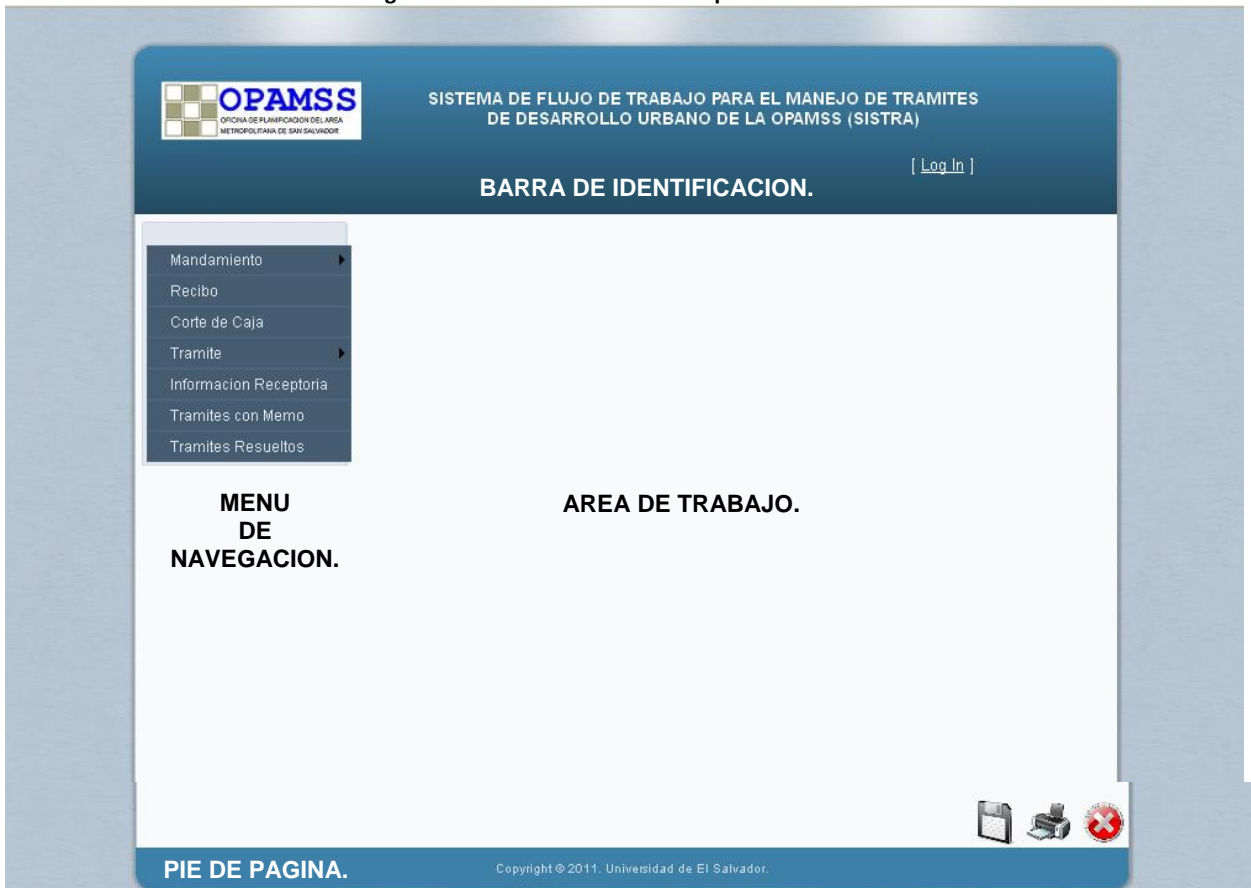 OPAMSS
OFICINA DE PLANIFICACION DEL AREA
METROPOLITANA DE SAN SALVADOR
SISTEMA DE FLUJO DE TRABAJO PARA EL MANEJO DE TRAMITES
DE DESARROLLO URBANO DE LA OPAMSS (SISTRA)
[ Log In ]
BARRA DE IDENTIFICACION.
Mandamiento
Recibo
Corte de Caja
Tramite
Informacion Receptoria
Tramites con Memo
Tramites Resueltos
MENU
DE
NAVEGACION.
AREA DE TRABAJO.
PIE DE PAGINA.
Copyright © 2011. Universidad de El Salvador.